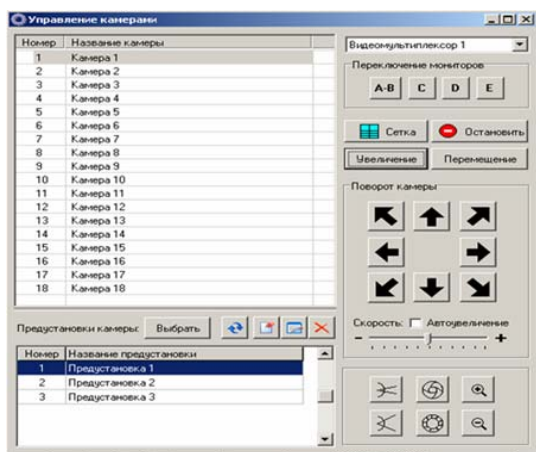 Управление камерами
Номер Название камеры
1 Камера 1
2 Камера 2
3 Камера 3
4 Камера 4
5 Камера 5
6 Камера 6
7 Камера 7
8 Камера 8
9 Камера 9
10 Камера 10
11 Камера 11
12 Камера 12
13 Камера 13
14 Камера 14
15 Камера 15
16 Камера 16
17 Камера 17
18 Камера 18
Предустановки камеры: Выбрать
Номер Название предустановки
1 Предустановка 1
2 Предустановка 2
3 Предустановка 3
Видеомультиплексор 1
Переключение мониторов
A-B C D E
Сетка Остановить
Увеличение Перемещение
Поворот камеры
Скорость: Автоувеличение
- +